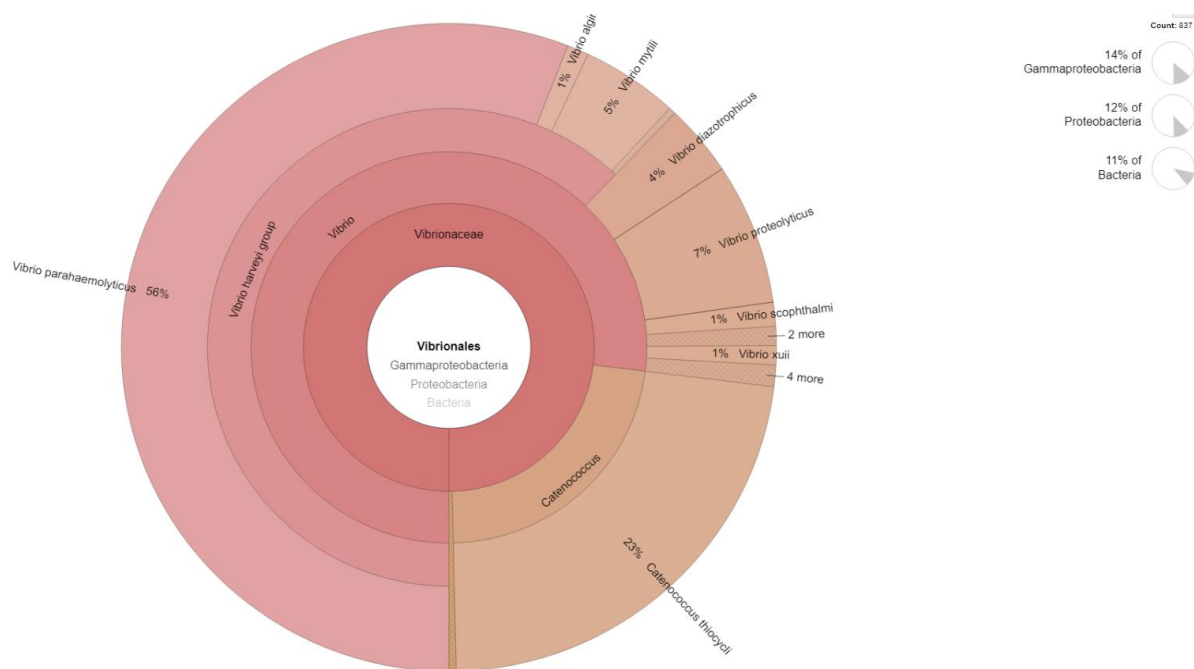 Count: 837
14% of
Gammaproteobacteria
12% of
Proteobacteria
11% of
Bacteria
1% Vibrio algii
5% Vibrio mytili
4% Vibrio diazotrophicus
7% Vibrio proteolyticus
1% Vibrio scophthalmi
2 more
1% Vibrio xuii
4 more
23% Catenococcus thiocycli
Catenococcus
Vibrio parahaemolyticus 56%
Vibrio harveyi group
Vibrio
Vibrionaceae
Vibrionales
Gammaproteobacteria
Proteobacteria
Bacteria